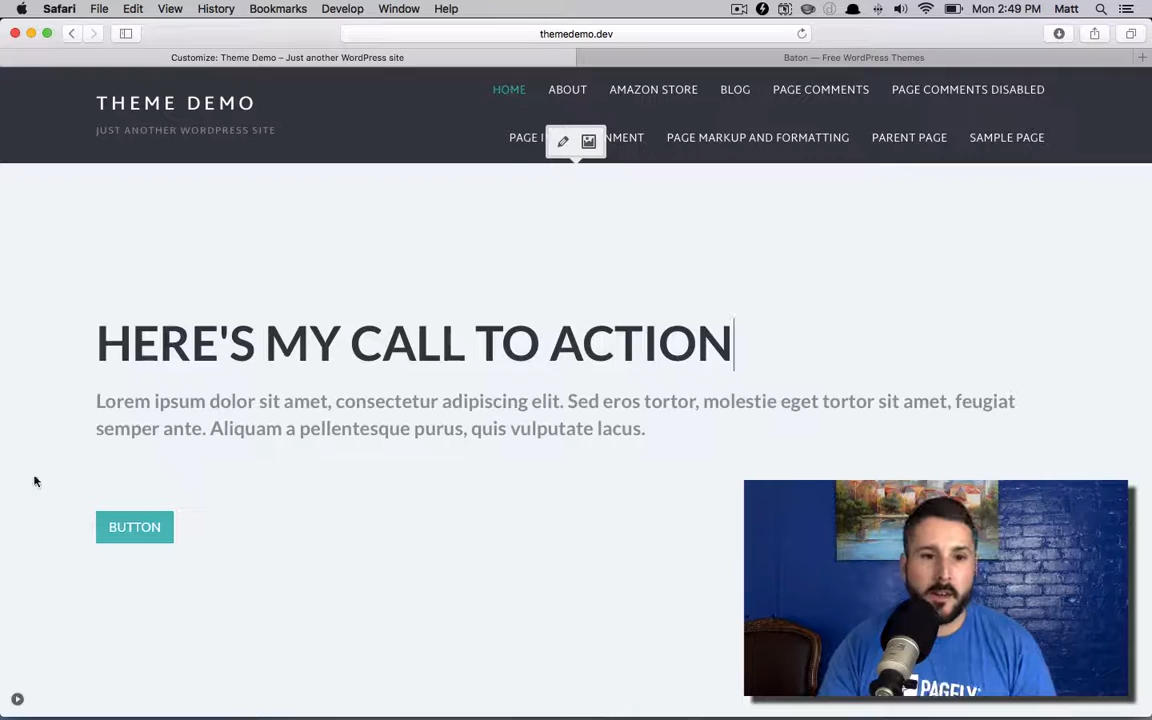 Safari File Edit View History Bookmarks Develop Window Help Mon 2:49 PM Matt
themedemo.dev
Customize: Theme Demo – Just another WordPress site Baton — Free WordPress Themes
THEME DEMO
JUST ANOTHER WORDPRESS SITE
HOME ABOUT AMAZON STORE BLOG PAGE COMMENTS PAGE COMMENTS DISABLED
PAGE I NMENT PAGE MARKUP AND FORMATTING PARENT PAGE SAMPLE PAGE
HERE'S MY CALL TO ACTION
Lorem ipsum dolor sit amet, consectetur adipiscing elit. Sed eros tortor, molestie eget tortor sit amet, feugiat
semper ante. Aliquam a pellentesque purus, quis vulputate lacus.
BUTTON
PAGELY